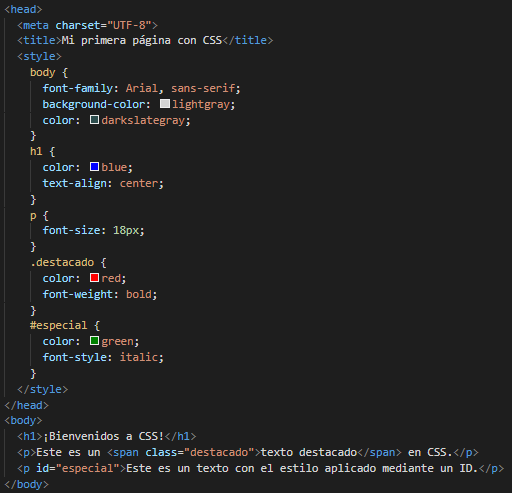 <head>
  <meta charset="UTF-8">
  <title>Mi primera página con CSS</title>
  <style>
    body {
      font-family: Arial, sans-serif;
      background-color: lightgray;
      color: darkslategray;
    }
    h1 {
      color: blue;
      text-align: center;
    }
    p {
      font-size: 18px;
    }
    .destacado {
      color: red;
      font-weight: bold;
    }
    #especial {
      color: green;
      font-style: italic;
    }
  </style>
</head>
<body>
  <h1>¡Bienvenidos a CSS!</h1>
  <p>Este es un <span class="destacado">texto destacado</span> en CSS.</p>
  <p id="especial">Este es un texto con el estilo aplicado mediante un ID.</p>
</body>